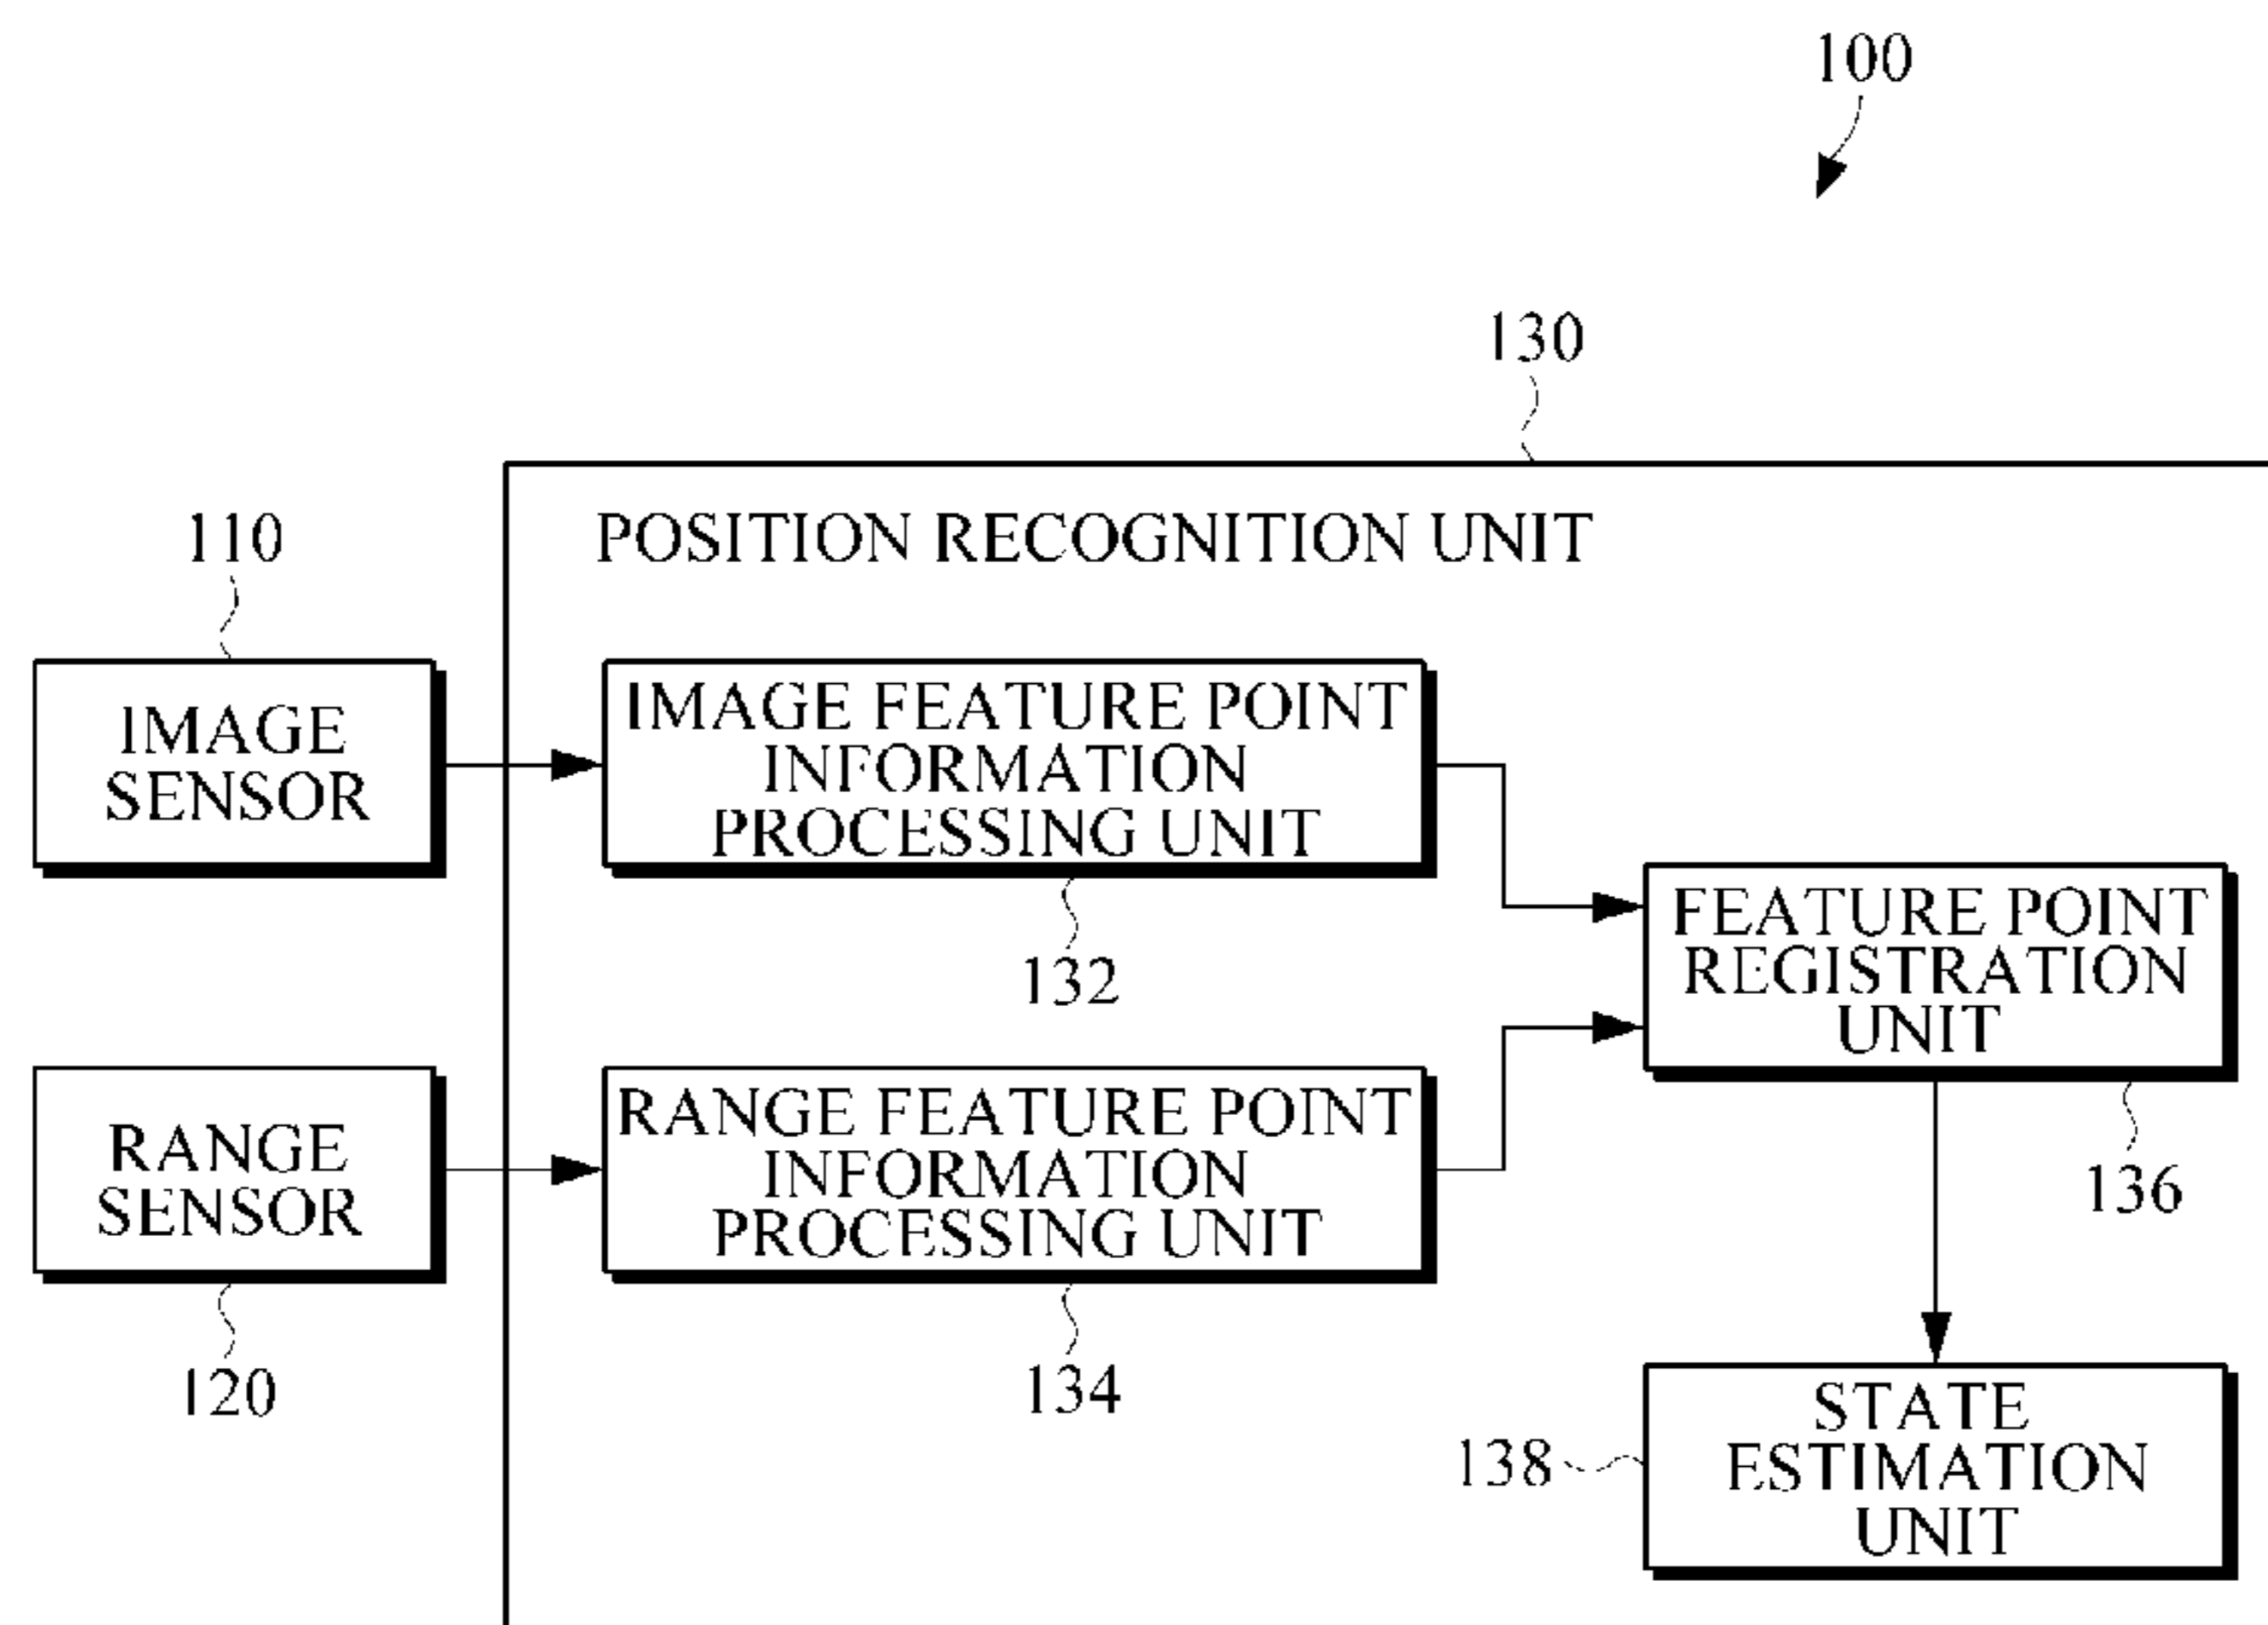 100
130
110
POSITION RECOGNITION UNIT
IMAGE
SENSOR
IMAGE FEATURE POINT
INFORMATION
PROCESSING UNIT
132
FEATURE POINT
REGISTRATION
UNIT
136
RANGE
SENSOR
120
RANGE FEATURE POINT
INFORMATION
PROCESSING UNIT
134
138
STATE
ESTIMATION
UNIT